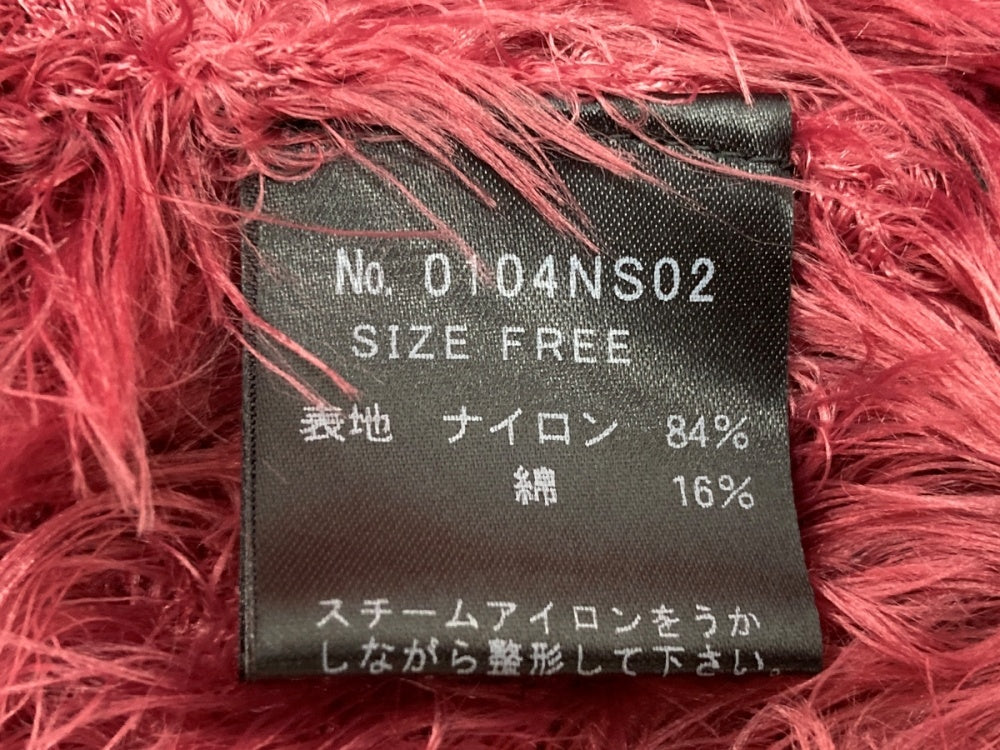 No. 0104NS02
SIZE FREE
表地 ナイロン 84%
綿 16%
スチームアイロンをうか
しながら整形して下さい。